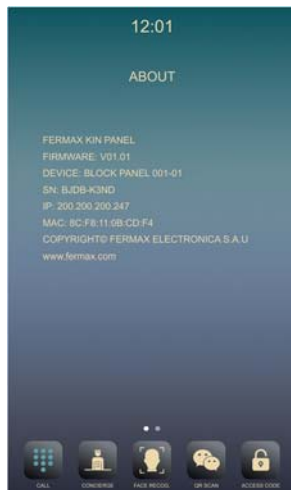 12:01
ABOUT
FERMAX KIN PANEL
FIRMWARE: V01.01
DEVICE: BLOCK PANEL 001-01
SN: BJDB-K3ND
IP: 200.200.200.247
MAC: 8C:F8:11:0B:CD:F4
COPYRIGHT© FERMAX ELECTRONICA S.A.U
www.fermax.com
CALL CONCIERGE FACE RECOG. QR SCAN ACCESS CODE